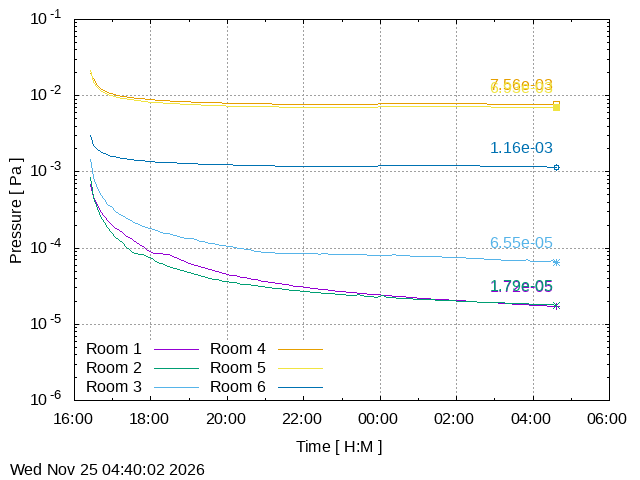 10^-1
10^-2
10^-3
10^-4
10^-5
10^-6
Pressure [ Pa ]
7.56e-03
1.16e-03
6.55e-05
Room 1 Room 4
Room 2 Room 5
Room 3 Room 6
16:00 18:00 20:00 22:00 00:00 02:00 04:00 06:00
Time [ H:M ]
Wed Nov 25 04:40:02 2026